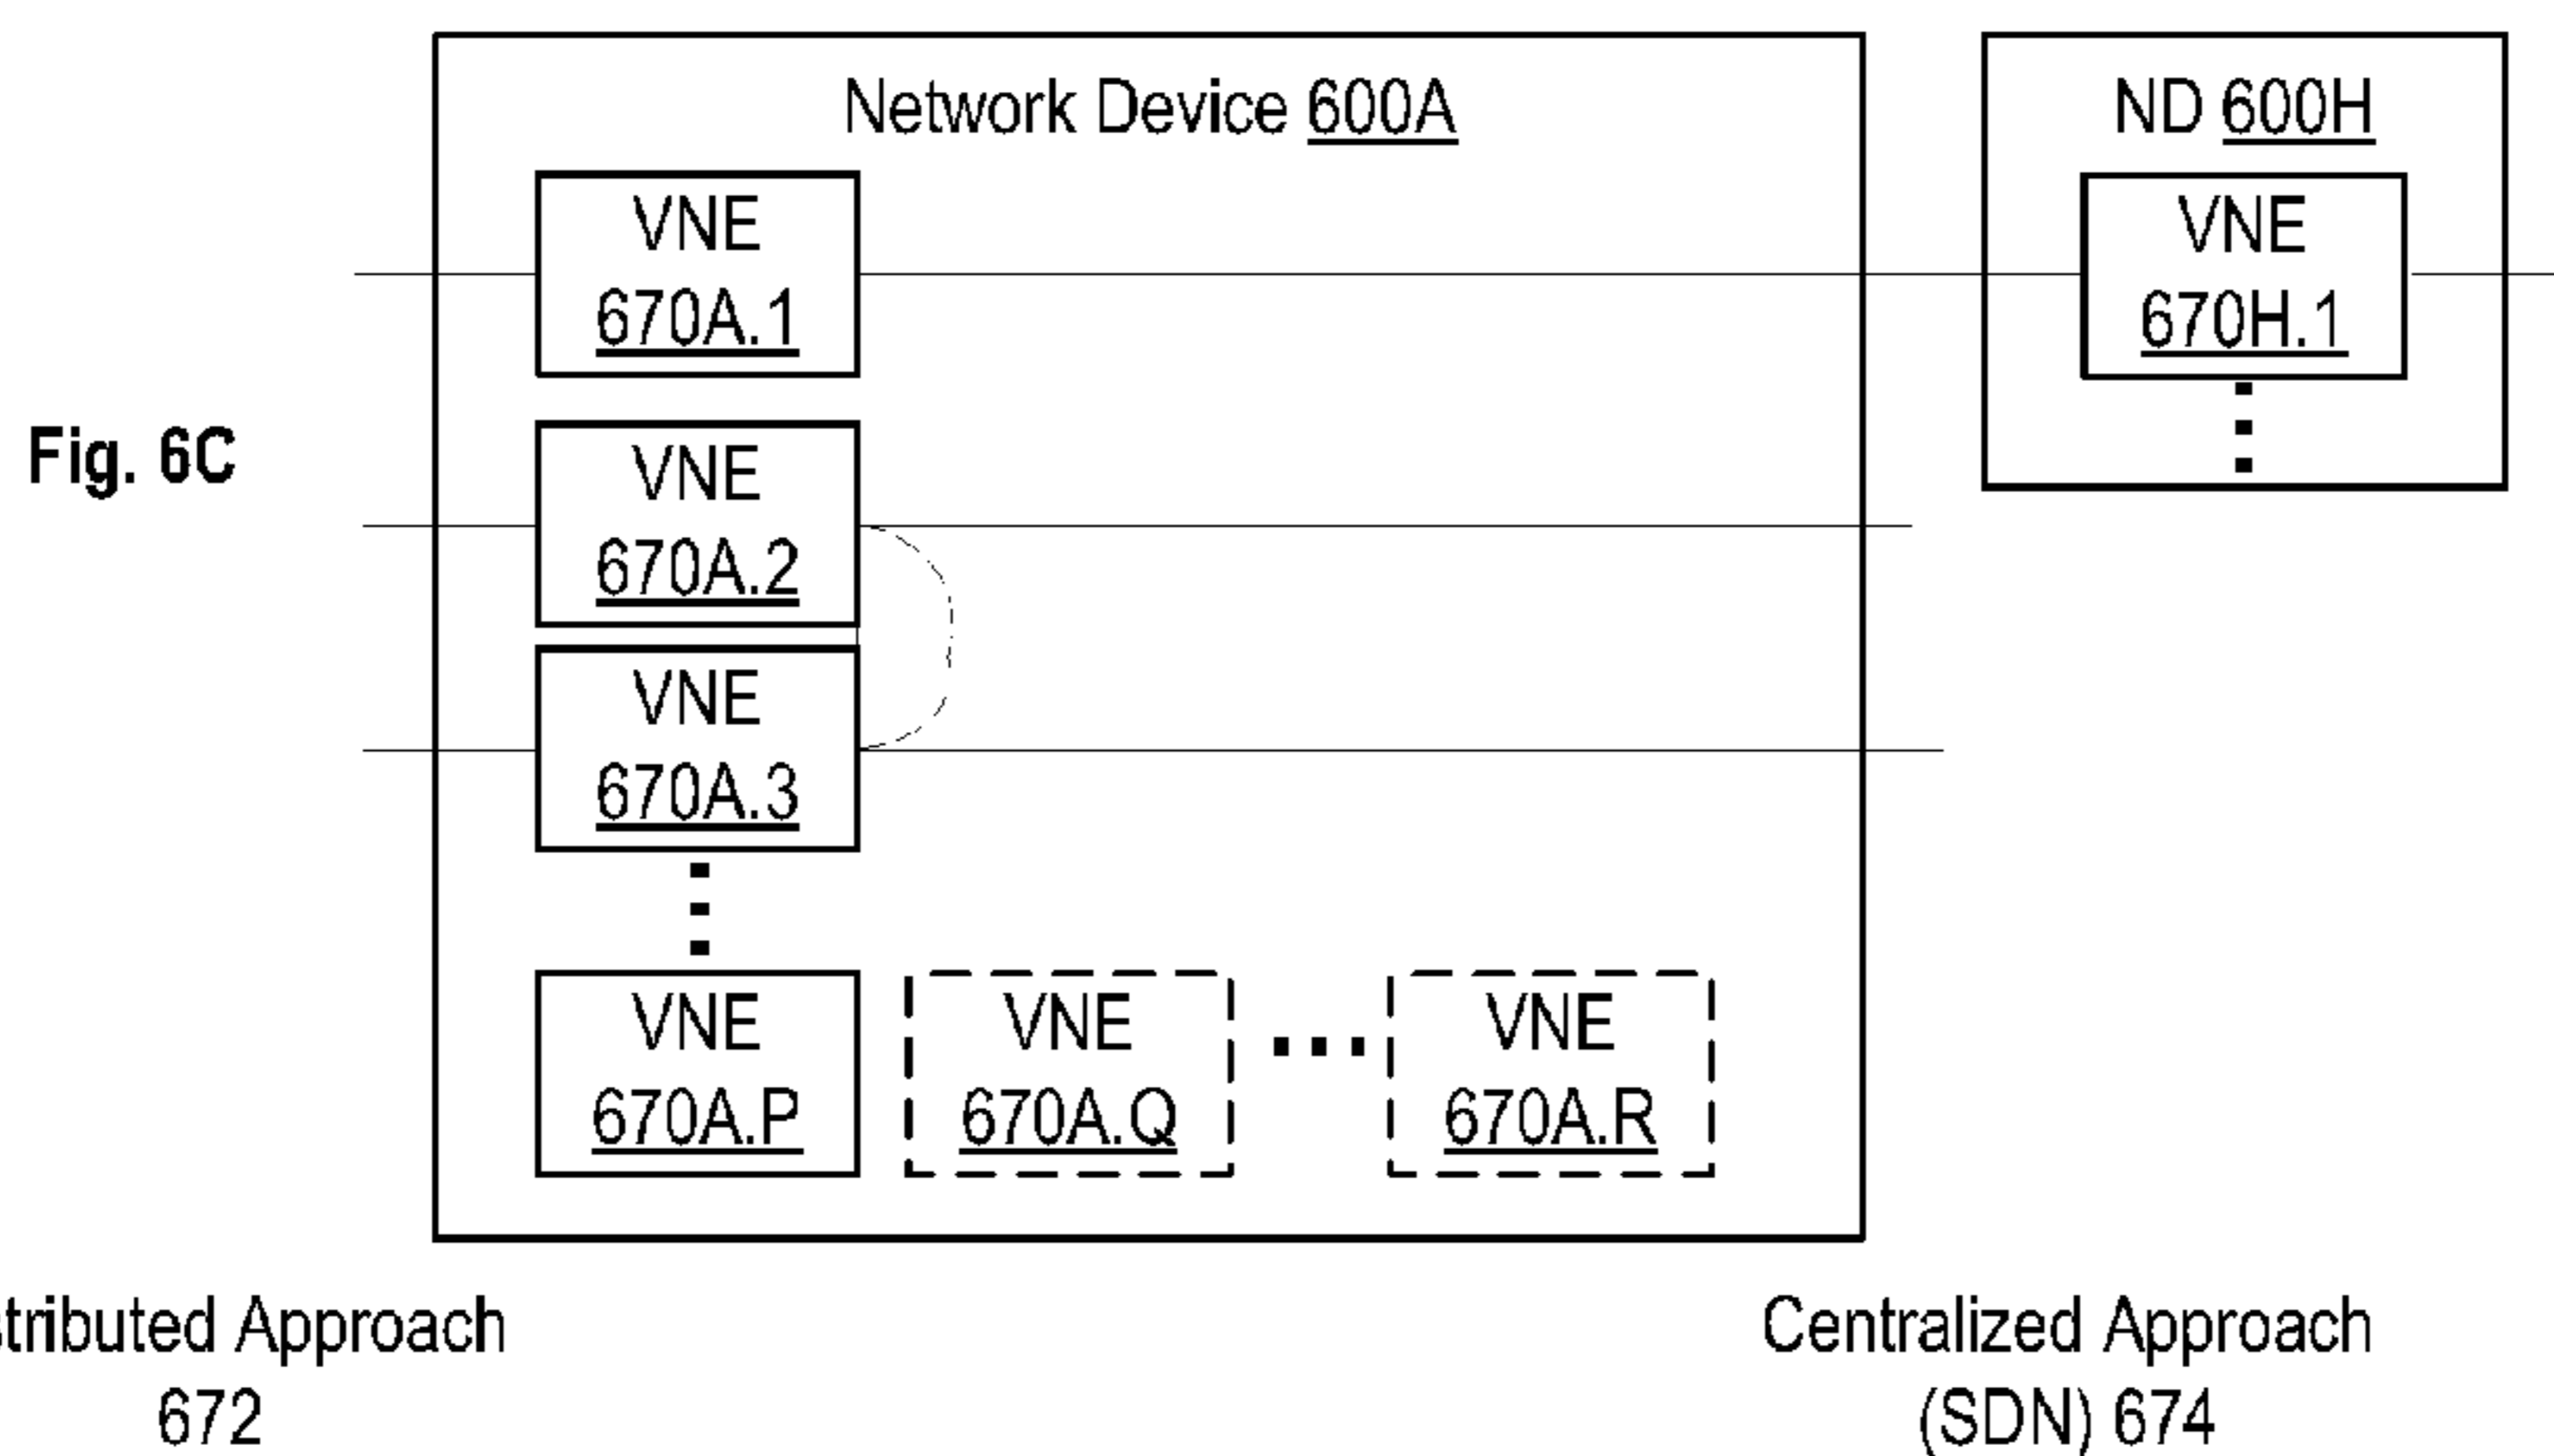 Network Device 600A
ND 600H
VNE
670A.1
VNE
670H.1
Fig. 6C
VNE
670A.2
VNE
670A.3
VNE
670A.P
VNE
670A.Q
VNE
670A.R
tributed Approach
672
Centralized Approach
(SDN) 674